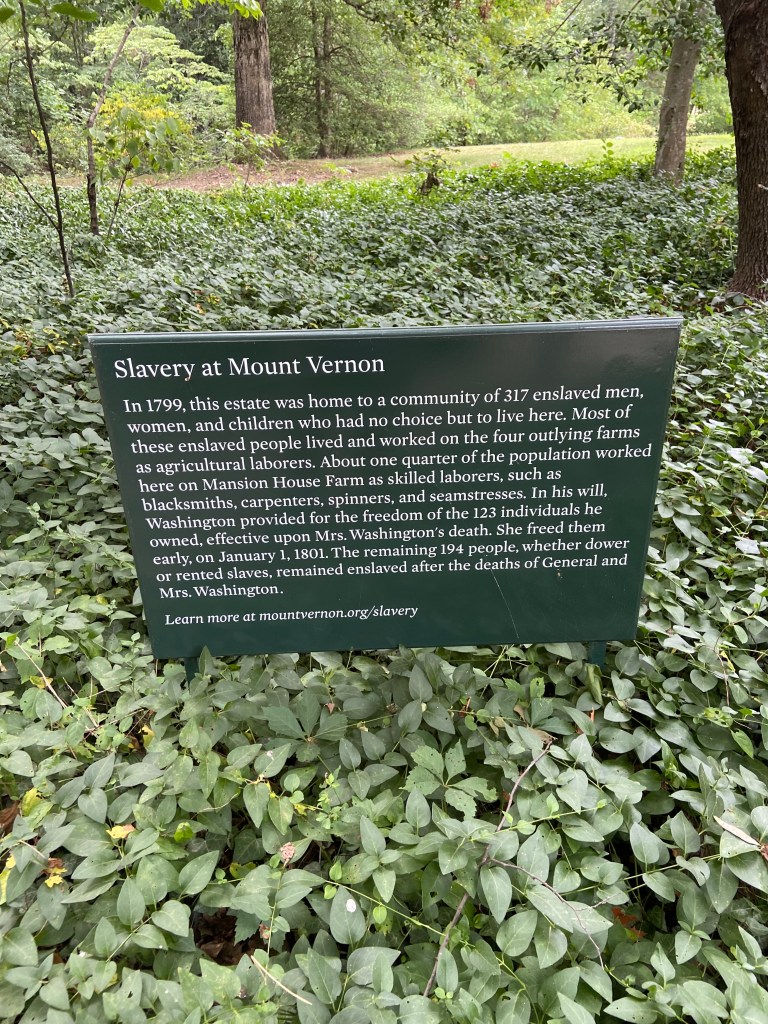 Slavery at Mount Vernon
In 1799, this estate was home to a community of 317 enslaved men,
women, and children who had no choice but to live here. Most of
these enslaved people lived and worked on the four outlying farms
as agricultural laborers. About one quarter of the population worked
here on Mansion House Farm as skilled laborers, such as
blacksmiths, carpenters, spinners, and seamstresses. In his will,
Washington provided for the freedom of the 123 individuals he
owned, effective upon Mrs. Washington's death. She freed them
early, on January 1, 1801. The remaining 194 people, whether dower
or rented slaves, remained enslaved after the deaths of General and
Mrs. Washington.
Learn more at mountvernon.org/slavery